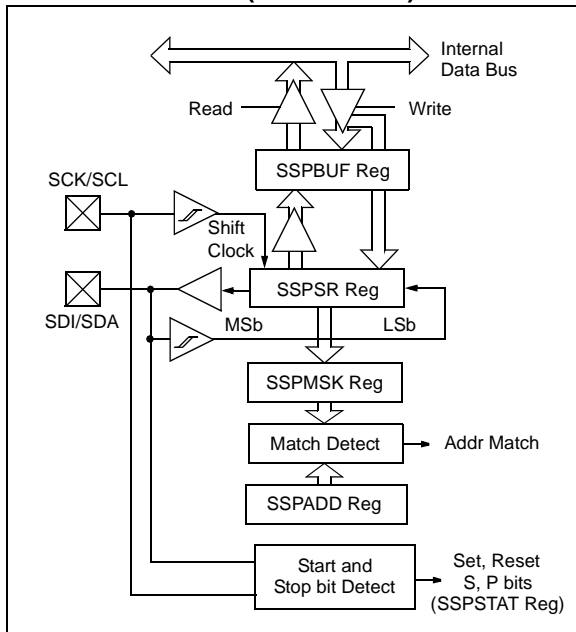 Internal
Data Bus
Read
Write
SSPBUF Reg
SCK/SCL
Shift
Clock
SSPSR Reg
SDI/SDA
MSb
LSb
SSPMSK Reg
Match Detect
Addr Match
SSPADD Reg
Start and
Stop bit Detect
Set, Reset
S, P bits
(SSPSTAT Reg)